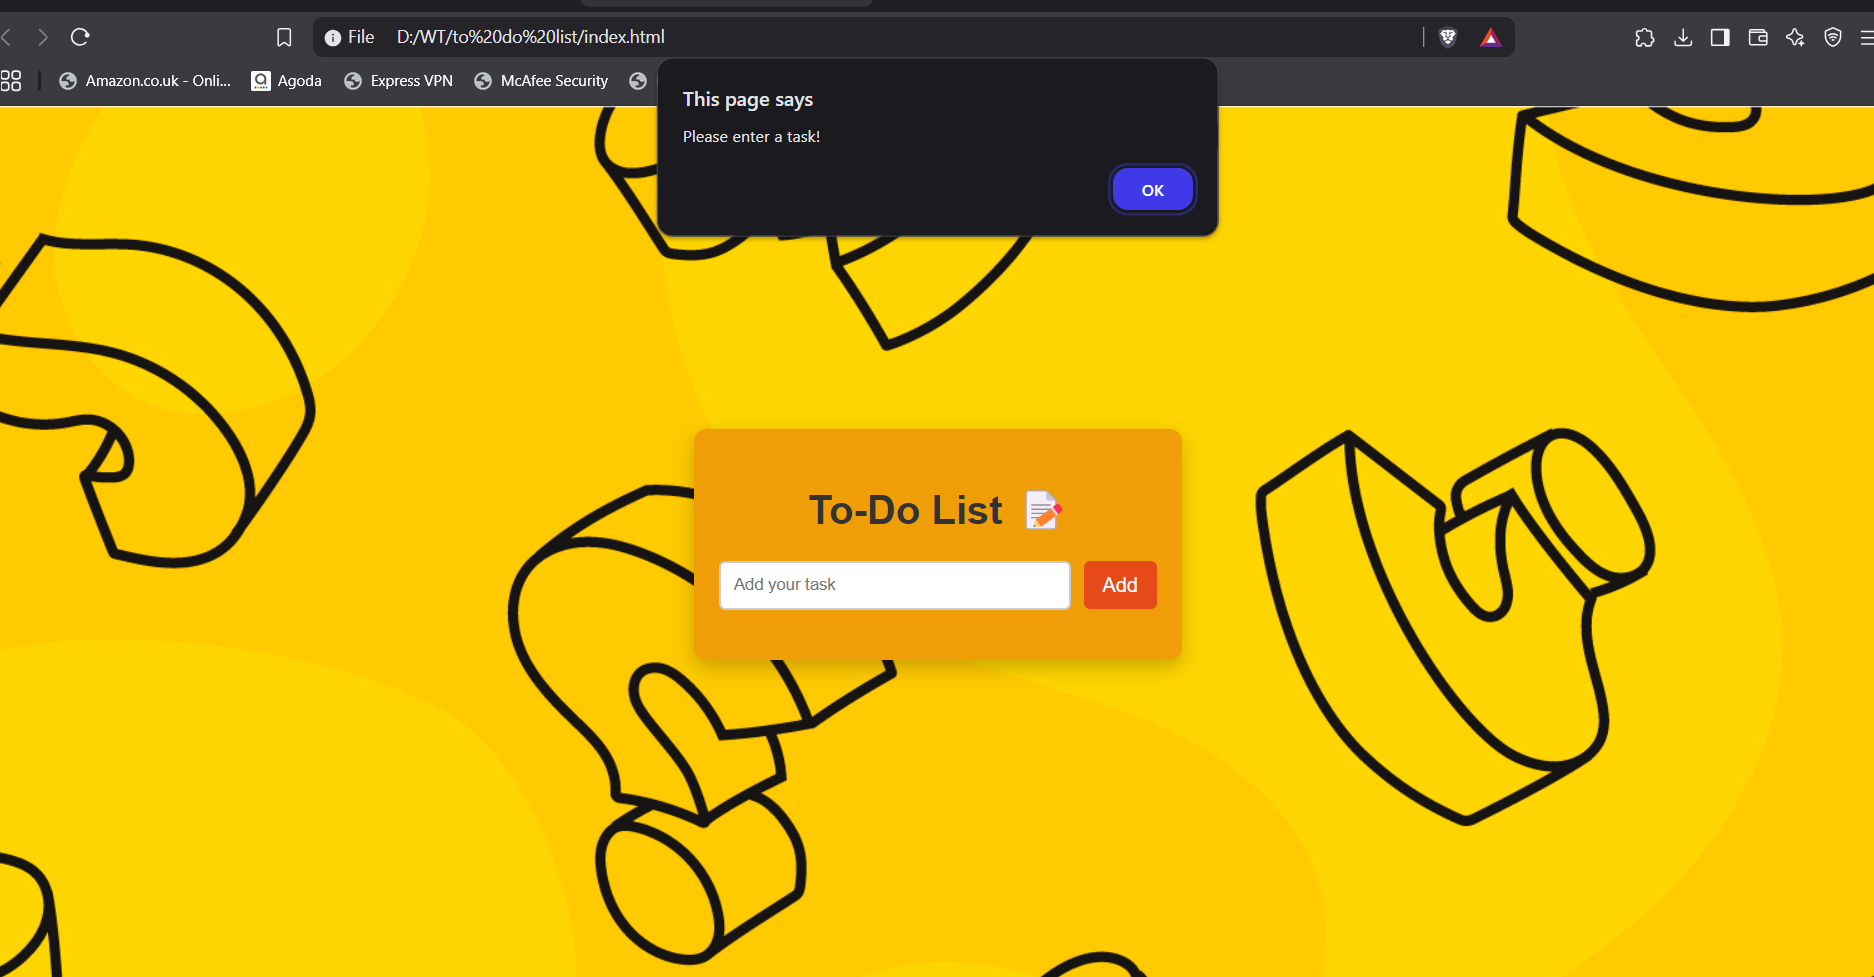 File D:/WT/to%20do%20list/index.html
Amazon.co.uk - Onli... Agoda Express VPN McAfee Security
This page says
Please enter a task!
OK
To-Do List
Add your task Add